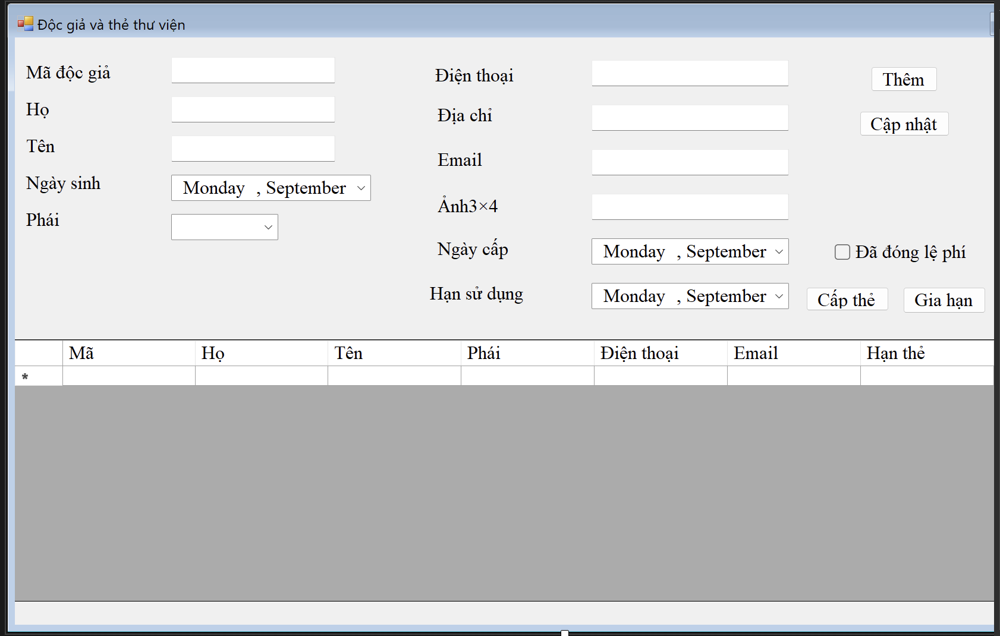 Độc giả và thẻ thư viện
Mã độc giả
Họ
Tên
Ngày sinh
Monday , September
Phái
Điện thoại
Địa chỉ
Email
Ảnh3×4
Ngày cấp
Monday , September
Hạn sử dụng
Monday , September
Thêm
Cập nhật
Đã đóng lệ phí
Cấp thẻ Gia hạn
Mã Họ Tên Phái Điện thoại Email Hạn thẻ
*